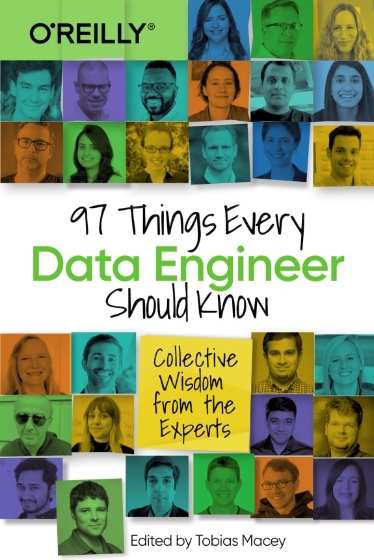 O'REILLY®
97 Things Every
Data Engineer
Should Know
Collective
Wisdom
from the
Experts
Edited by Tobias Macey